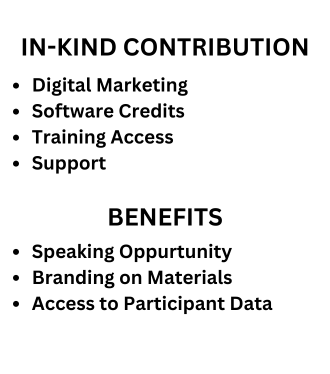 IN-KIND CONTRIBUTION
• Digital Marketing
• Software Credits
• Training Access
• Support
BENEFITS
• Speaking Oppurtunity
• Branding on Materials
• Access to Participant Data